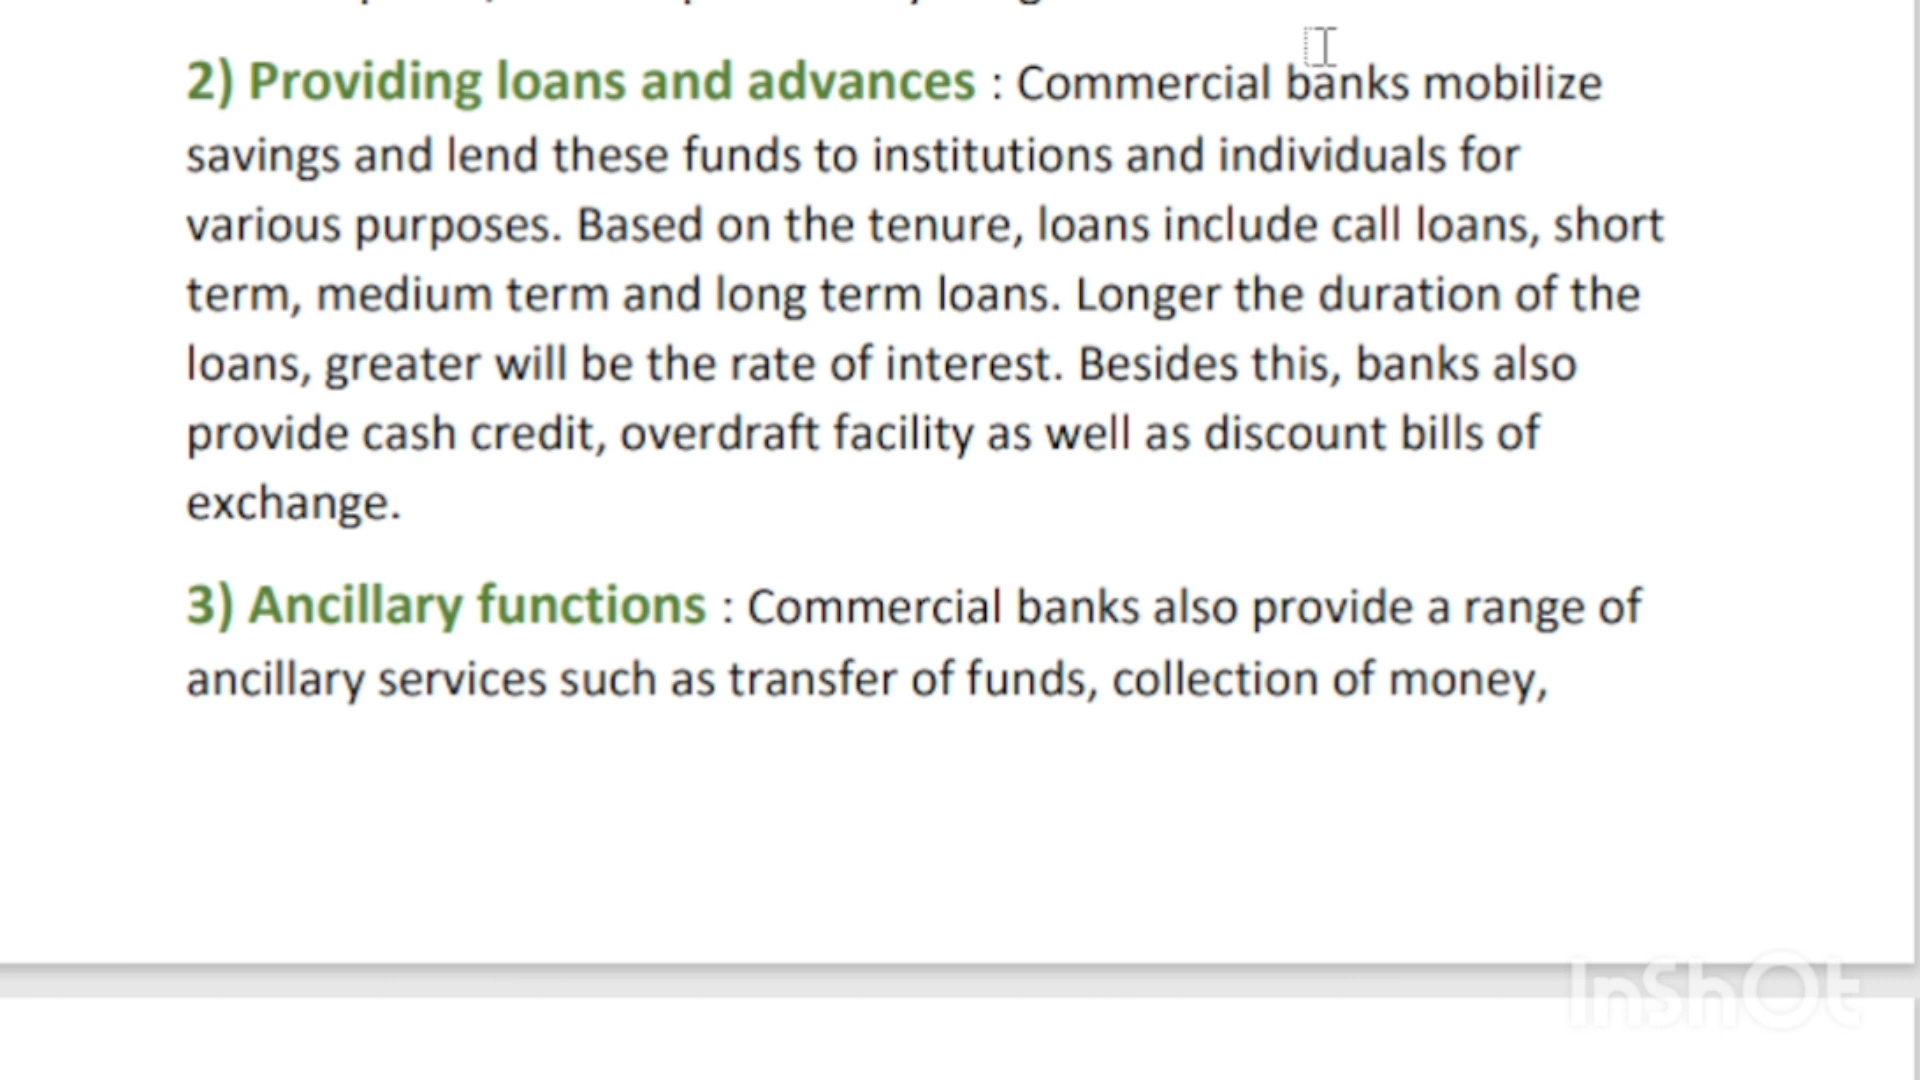 2) Providing loans and advances : Commercial banks mobilize
savings and lend these funds to institutions and individuals for
various purposes. Based on the tenure, loans include call loans, short
term, medium term and long term loans. Longer the duration of the
loans, greater will be the rate of interest. Besides this, banks also
provide cash credit, overdraft facility as well as discount bills of
exchange.
3) Ancillary functions : Commercial banks also provide a range of
ancillary services such as transfer of funds, collection of money,
InShOt